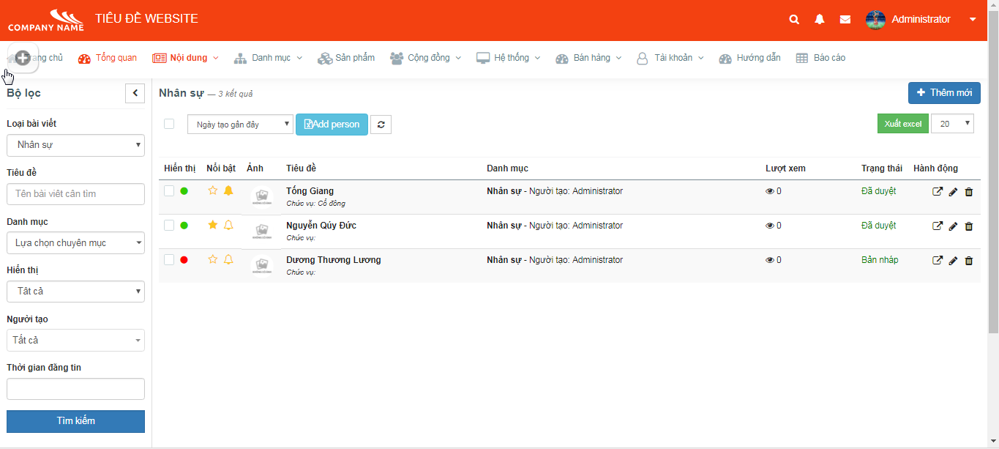 COMPANY NAME
TIÊU ĐỀ WEBSITE
Administrator
chủ Tổng quan Nội dung Danh mục Sản phẩm Cộng đồng Hệ thống Bán hàng Tài khoản Hướng dẫn Báo cáo
Bộ lọc
Loại bài viết
Nhân sự
Tiêu đề
Tên bài viết cần tìm
Danh mục
Lựa chọn chuyên mục
Hiển thị
Tất cả
Người tạo
Tất cả
Thời gian đăng tin
Tìm kiếm
Nhân sự — 3 kết quả
Thêm mới
Ngày tạo gần đây Add person Xuất excel 20
Hiển thị Nổi bật Ảnh Tiêu đề Danh mục Lượt xem Trạng thái Hành động
Tống Giang Nhân sự - Người tạo: Administrator 0 Đã duyệt
Chức vụ: Cổ đông
Nguyễn Qúy Đức Nhân sự - Người tạo: Administrator 0 Đã duyệt
Chức vụ:
Dương Thương Lương Nhân sự - Người tạo: Administrator 0 Bản nháp
Chức vụ: